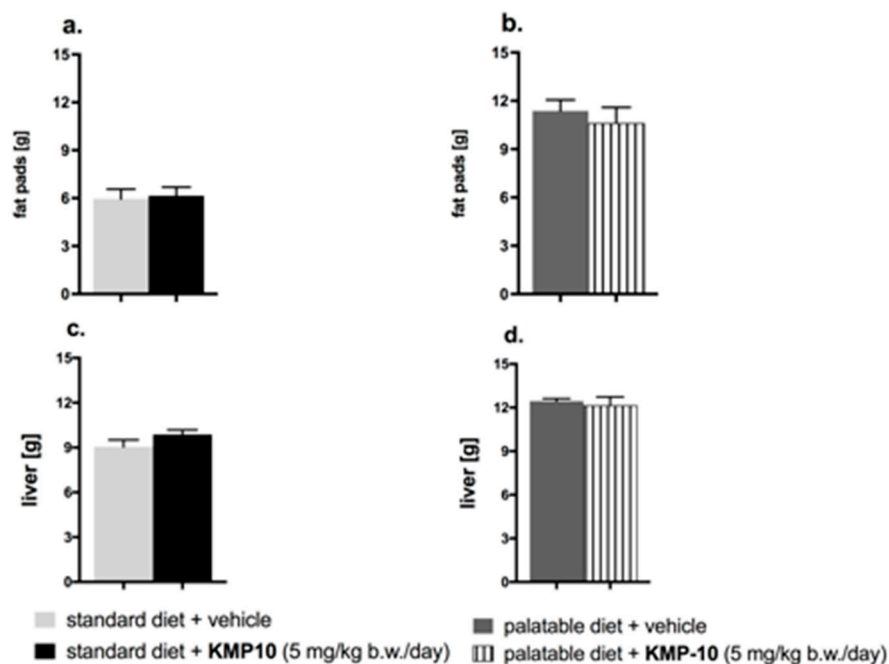 a.
15
12
9
6
3
0
fat pads [g]
b.
15
12
9
6
3
0
fat pads [g]
c.
15
12
9
6
3
0
liver [g]
d.
15
12
9
6
3
0
liver [g]
standard diet + vehicle
standard diet + KMP10 (5 mg/kg b.w./day)
palatable diet + vehicle
palatable diet + KMP-10 (5 mg/kg b.w./day)